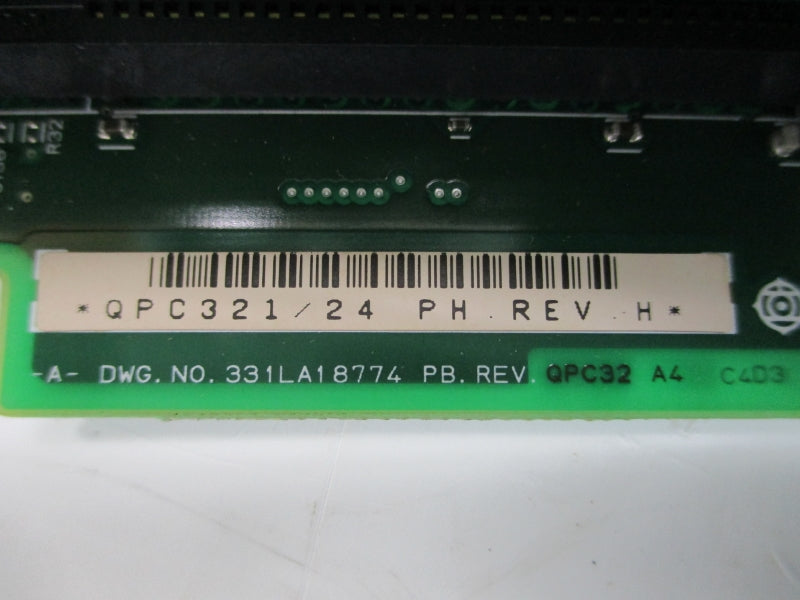 R32
*QPC321/24 PH.REV.H*
-A- DWG.NO.331LA18774 PB.REV. QPC32 A4 C4D3